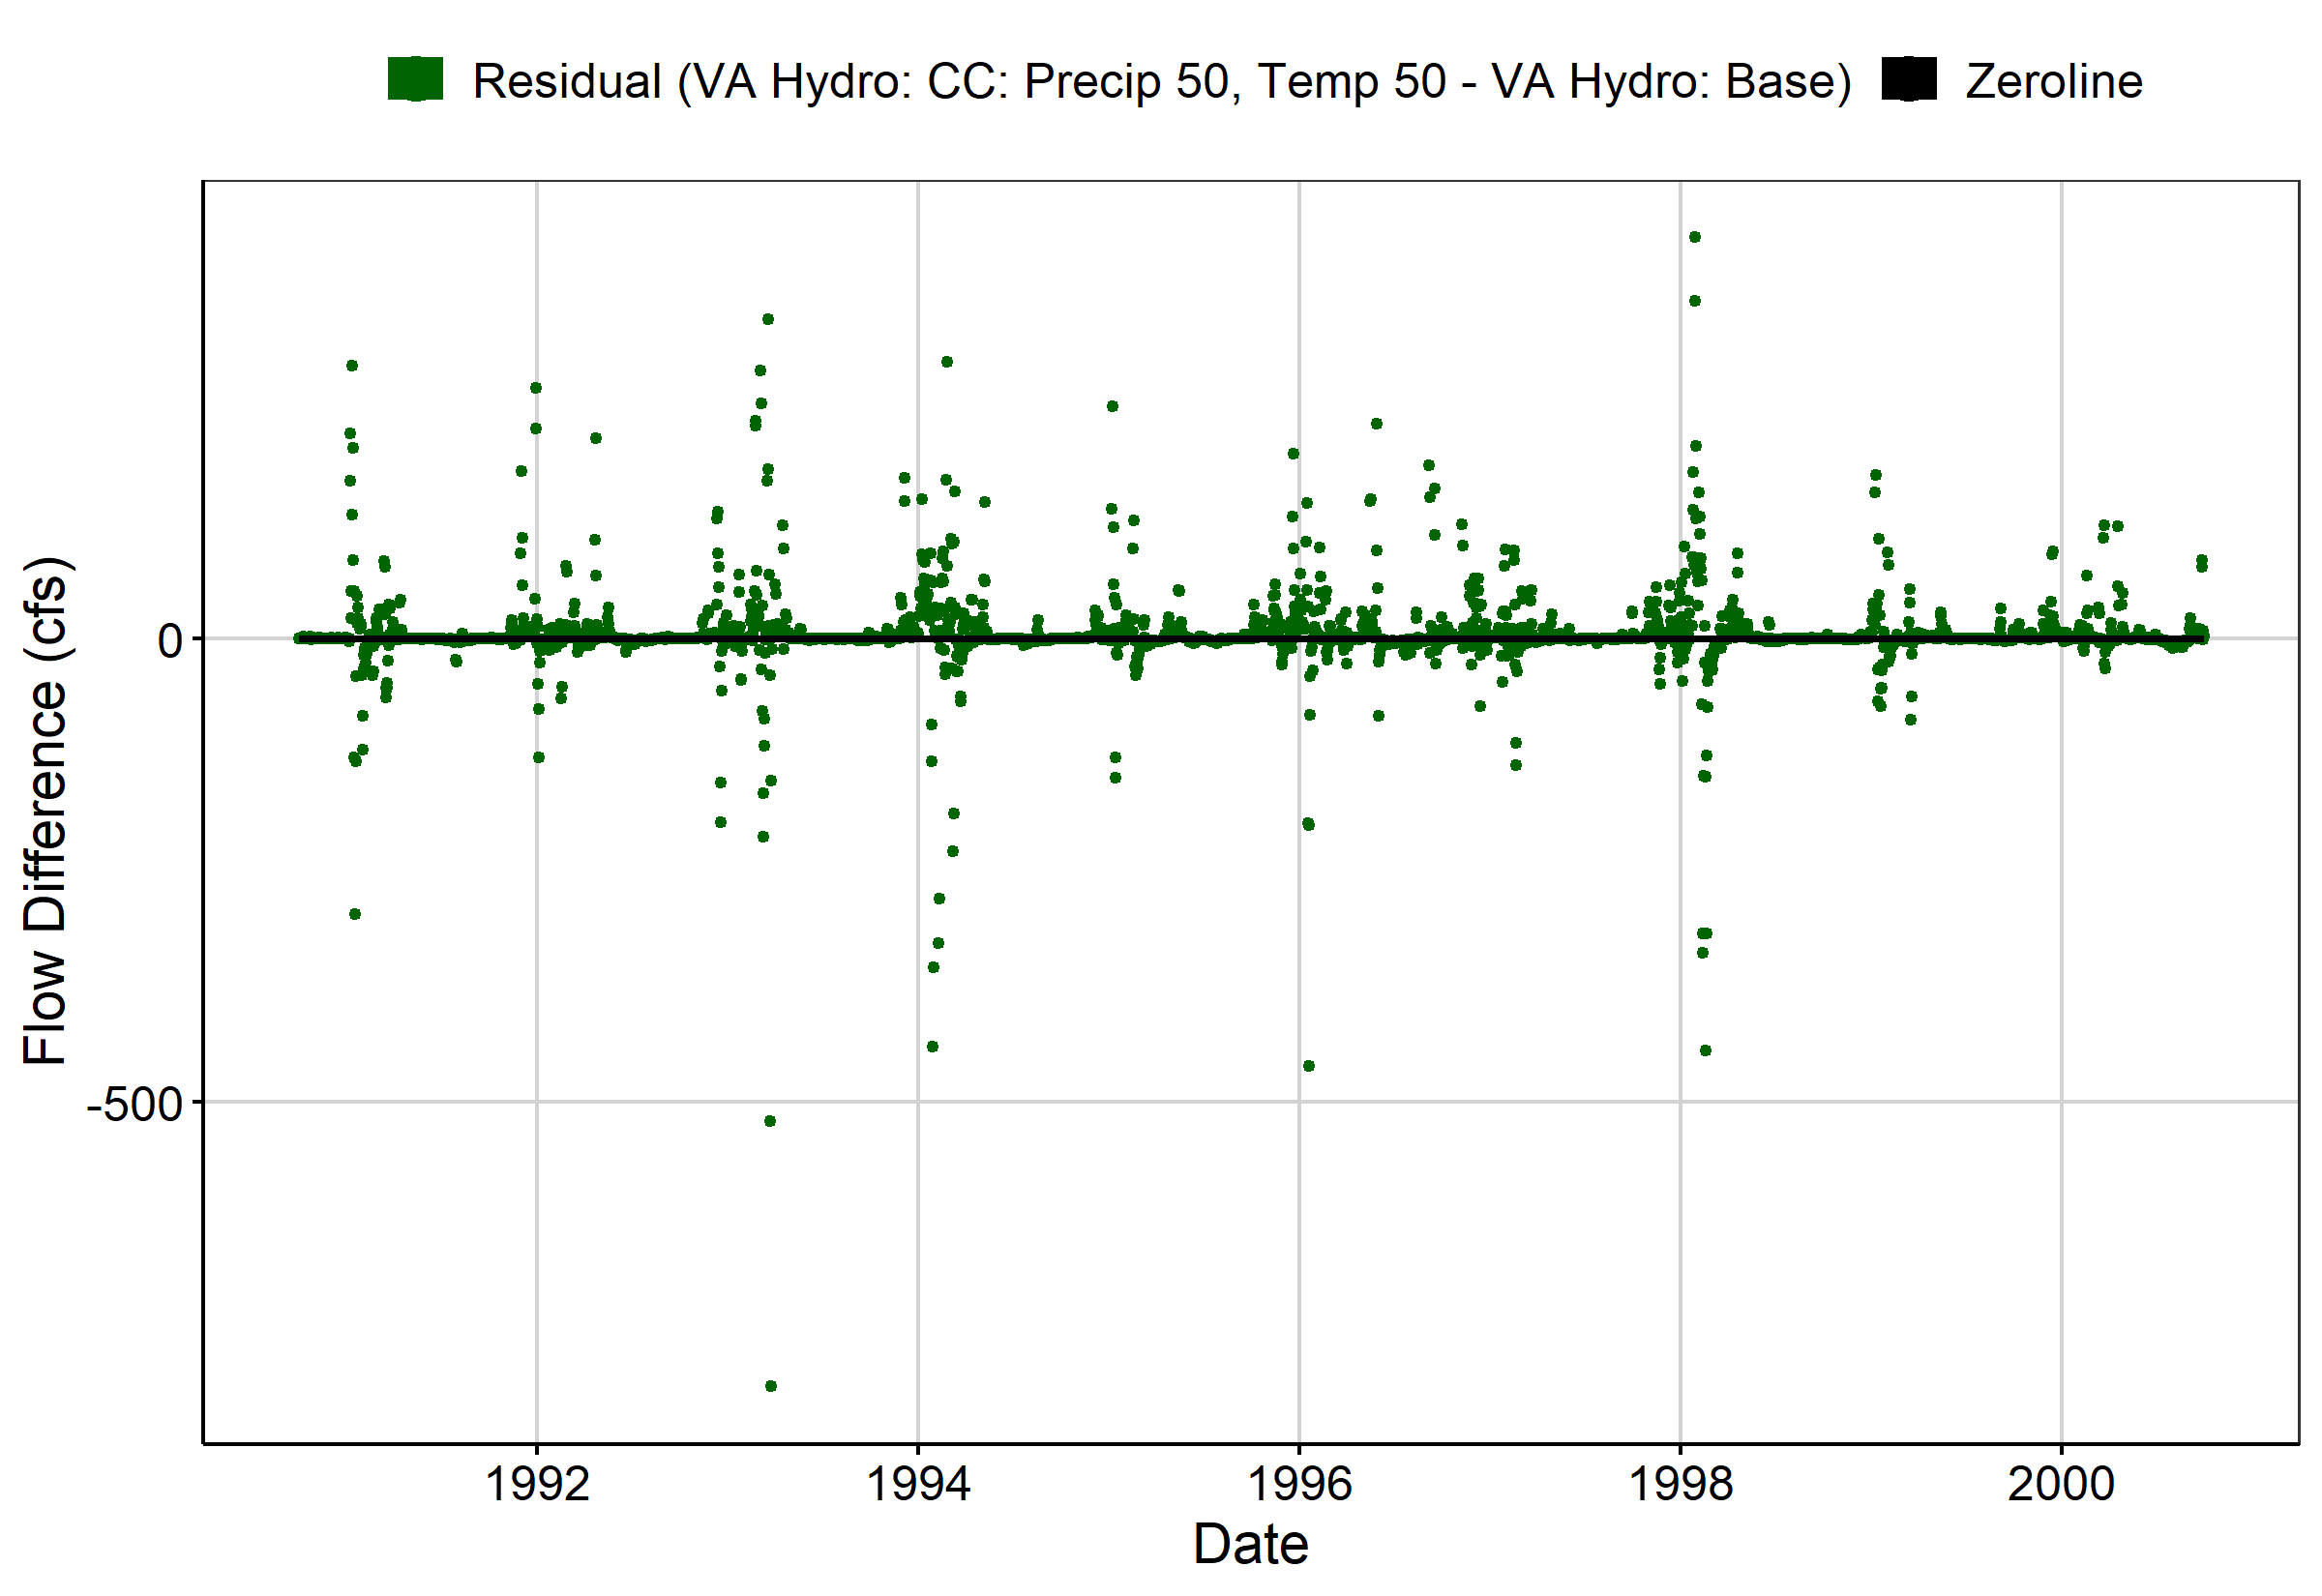 Residual (VA Hydro: CC: Precip 50, Temp 50 - VA Hydro: Base) Zeroline
Flow Difference (cfs)
0
-500
1992 1994 1996 1998 2000
Date